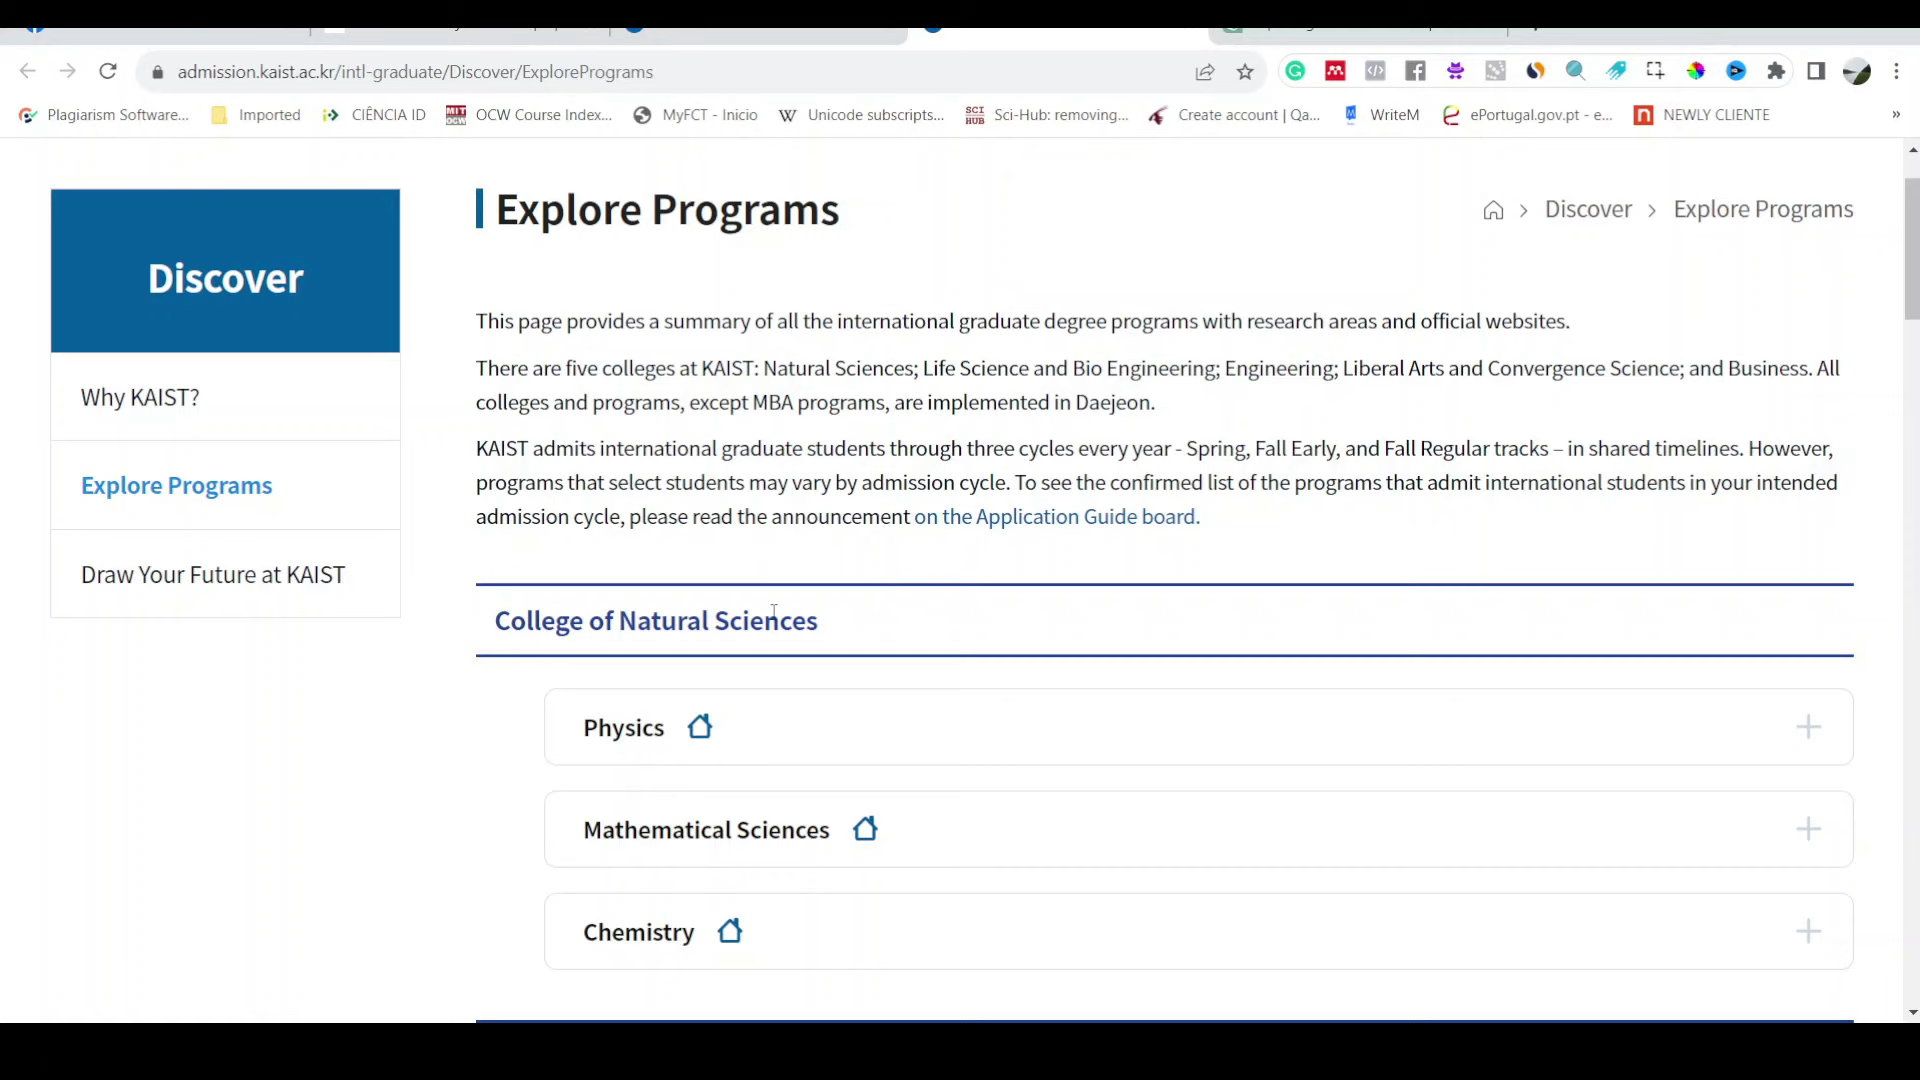 admission.kaist.ac.kr/intl-graduate/Discover/ExplorePrograms
Plagiarism Software... Imported CIÊNCIA ID OCW Course Index... MyFCT - Inicio Unicode subscripts... Sci-Hub: removing... Create account | Qa... WriteM ePortugal.gov.pt - e... NEWLY CLIENTE »
Discover
Why KAIST?
Explore Programs
Draw Your Future at KAIST
Explore Programs
Discover > Explore Programs
This page provides a summary of all the international graduate degree programs with research areas and official websites.
There are five colleges at KAIST: Natural Sciences; Life Science and Bio Engineering; Engineering; Liberal Arts and Convergence Science; and Business. All
colleges and programs, except MBA programs, are implemented in Daejeon.
KAIST admits international graduate students through three cycles every year - Spring, Fall Early, and Fall Regular tracks – in shared timelines. However,
programs that select students may vary by admission cycle. To see the confirmed list of the programs that admit international students in your intended
admission cycle, please read the announcement on the Application Guide board.
College of Natural Sciences
Physics
Mathematical Sciences
Chemistry